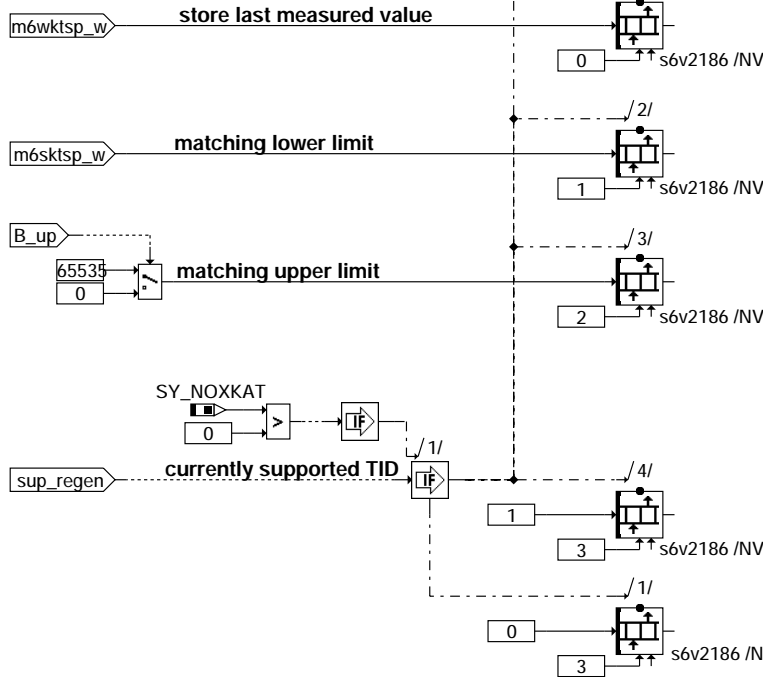 m6wktsp_w store last measured value
0 s6v2186 /NV
/2/
m6sktsp_w matching lower limit
1 s6v2186 /NV
B_up
/3/
65535 matching upper limit
0
2 s6v2186 /NV
SY_NOXKAT
> IF
0
/1/
sup_regen currently supported TID IF
/4/
1
3 s6v2186 /NV
/1/
0
3 s6v2186 /N